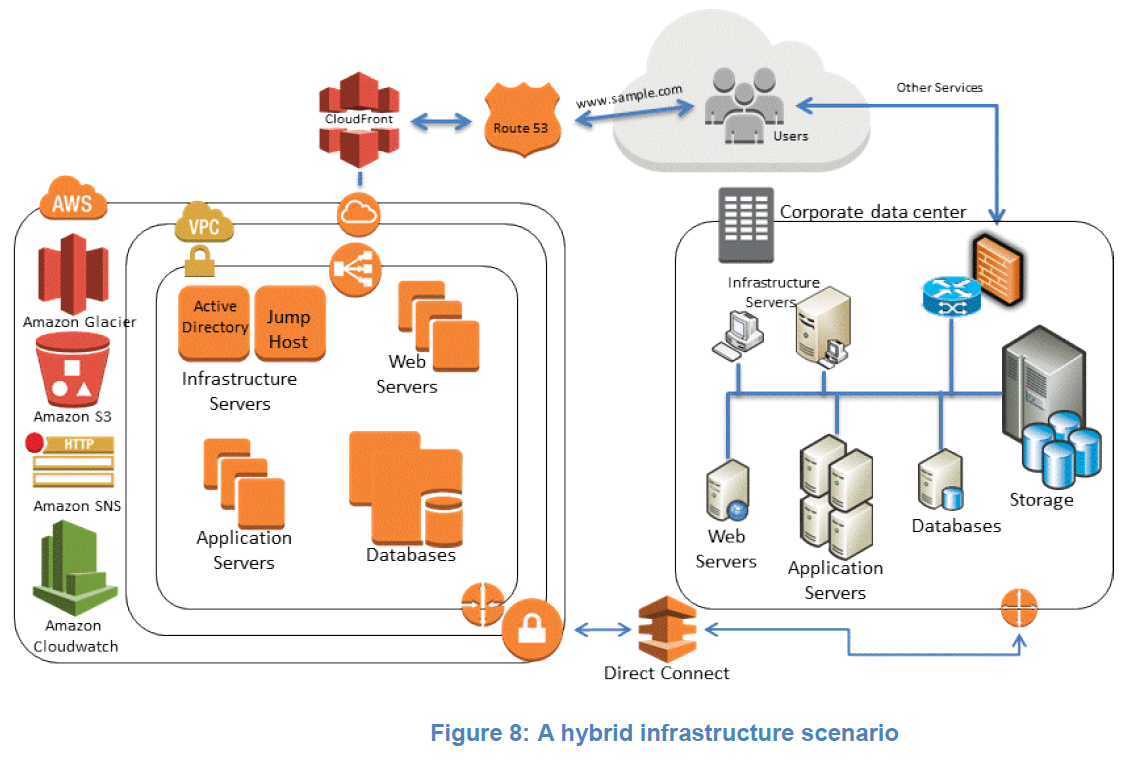 CloudFront
Route 53
www.sample.com
Users
Other Services
AWS
VPC
Corporate data center
Amazon Glacier
Active
Directory
Jump
Host
Infrastructure
Servers
Web
Servers
Amazon S3
HTTP
Amazon SNS
Application
Servers
Databases
Amazon
Cloudwatch
Infrastructure
Servers
Web
Servers
Application
Servers
Databases
Storage
Direct Connect
Figure 8: A hybrid infrastructure scenario